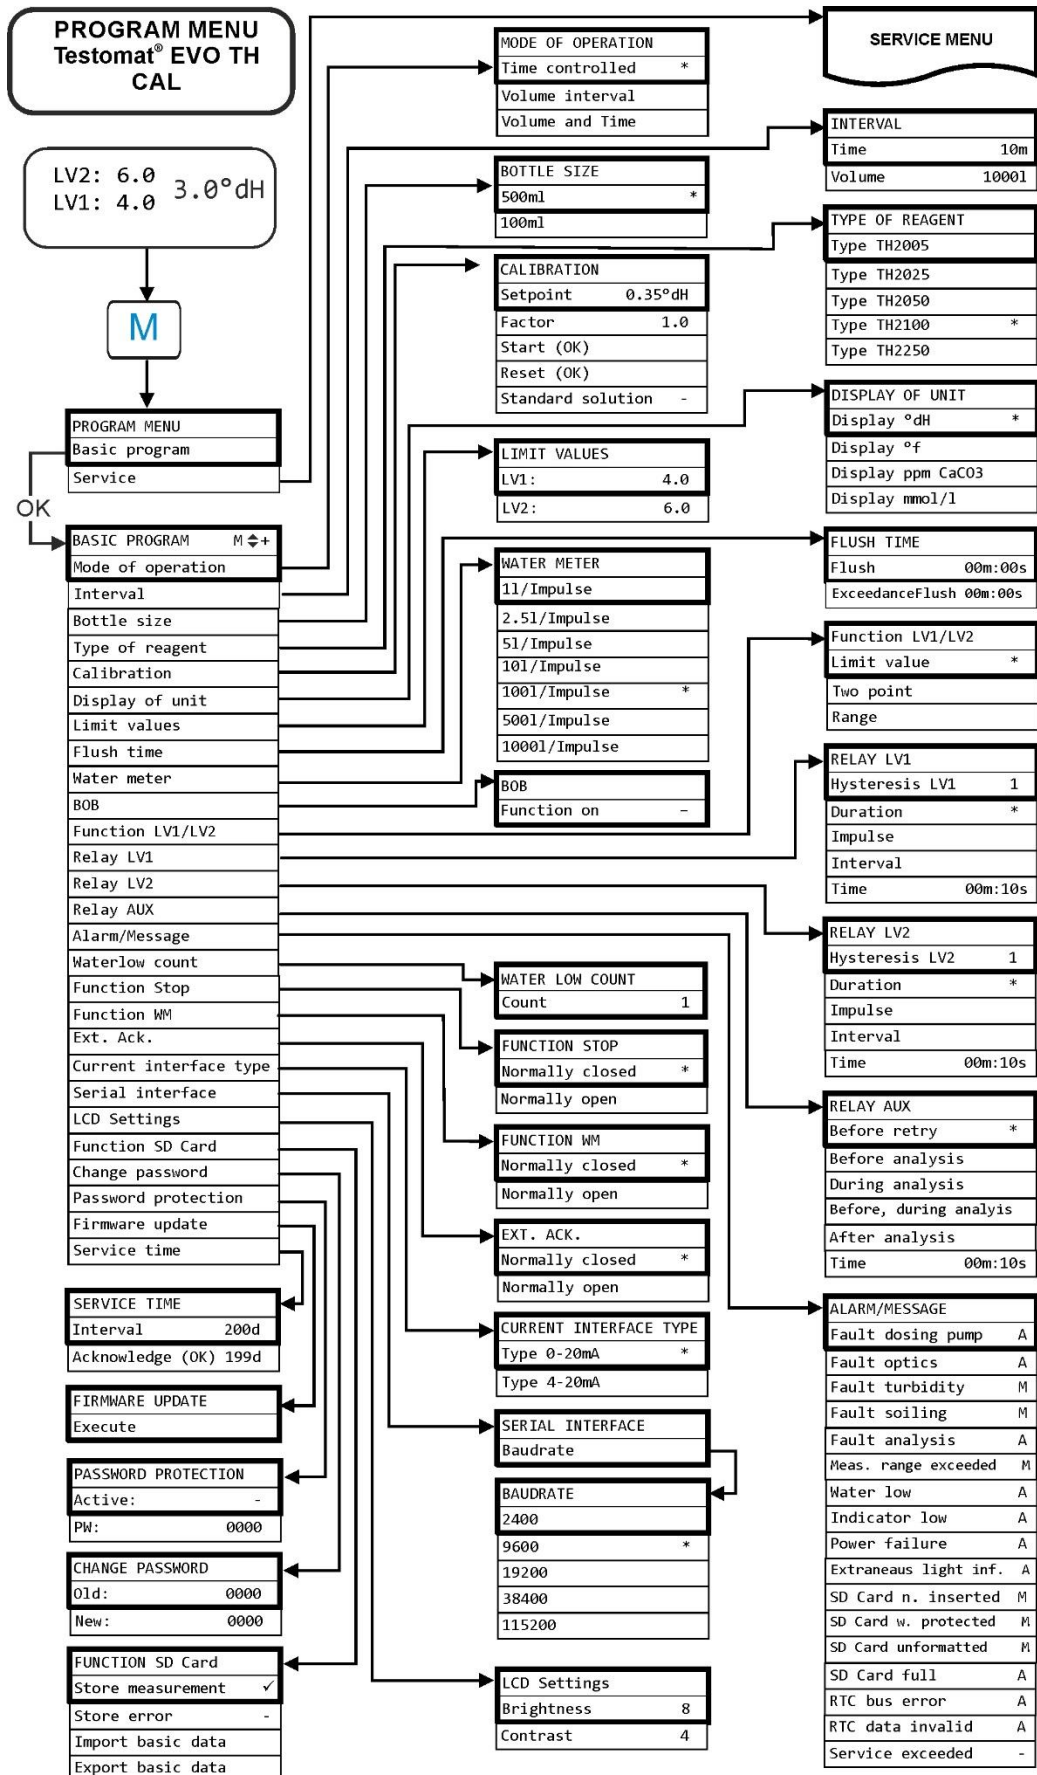 PROGRAM MENU
Testomat® EVO TH
CAL
LV2: 6.0
LV1: 4.0
3.0°dH
M
PROGRAM MENU
Basic program
Service
OK
BASIC PROGRAM M +
Mode of operation
Interval
Bottle size
Type of reagent
Calibration
Display of unit
Limit values
Flush time
Water meter
BOB
Function LV1/LV2
Relay LV1
Relay LV2
Relay AUX
Alarm/Message
Waterlow count
Function Stop
Function WM
Ext. Ack.
Current interface type
Serial interface
LCD Settings
Function SD Card
Change password
Password protection
Firmware update
Service time
SERVICE TIME
Interval 200d
Acknowledge (OK) 199d
FIRMWARE UPDATE
Execute
PASSWORD PROTECTION
Active: -
PW: 0000
CHANGE PASSWORD
Old: 0000
New: 0000
FUNCTION SD Card
Store measurement ✓
Store error -
Import basic data
Export basic data
MODE OF OPERATION
Time controlled *
Volume interval
Volume and Time
BOTTLE SIZE
500ml *
100ml
CALIBRATION
Setpoint 0.35°dH
Factor 1.0
Start (OK)
Reset (OK)
Standard solution -
LIMIT VALUES
LV1: 4.0
LV2: 6.0
WATER METER
1l/Impulse
2.5l/Impulse
5l/Impulse
10l/Impulse
100l/Impulse *
500l/Impulse
1000l/Impulse
BOB
Function on –
WATER LOW COUNT
Count 1
FUNCTION STOP
Normally closed *
Normally open
FUNCTION WM
Normally closed *
Normally open
EXT. ACK.
Normally closed *
Normally open
CURRENT INTERFACE TYPE
Type 0-20mA *
Type 4-20mA
SERIAL INTERFACE
Baudrate
BAUDRATE
2400
9600 *
19200
38400
115200
LCD Settings
Brightness 8
Contrast 4
SERVICE MENU
INTERVAL
Time 10m
Volume 1000l
TYPE OF REAGENT
Type TH2005
Type TH2025
Type TH2050
Type TH2100 *
Type TH2250
DISPLAY OF UNIT
Display °dH *
Display °f
Display ppm CaCO3
Display mmol/l
FLUSH TIME
Flush 00m:00s
ExceedanceFlush 00m:00s
Function LV1/LV2
Limit value *
Two point
Range
RELAY LV1
Hysteresis LV1 1
Duration *
Impulse
Interval
Time 00m:10s
RELAY LV2
Hysteresis LV2 1
Duration *
Impulse
Interval
Time 00m:10s
RELAY AUX
Before retry *
Before analysis
During analysis
Before, during analyis
After analysis
Time 00m:10s
ALARM/MESSAGE
Fault dosing pump A
Fault optics A
Fault turbidity M
Fault soiling M
Fault analysis A
Meas. range exceeded M
Water low A
Indicator low A
Power failure A
Extraneaus light inf. A
SD Card n. inserted M
SD Card w. protected M
SD Card unformatted M
SD Card full A
RTC bus error A
RTC data invalid A
Service exceeded -